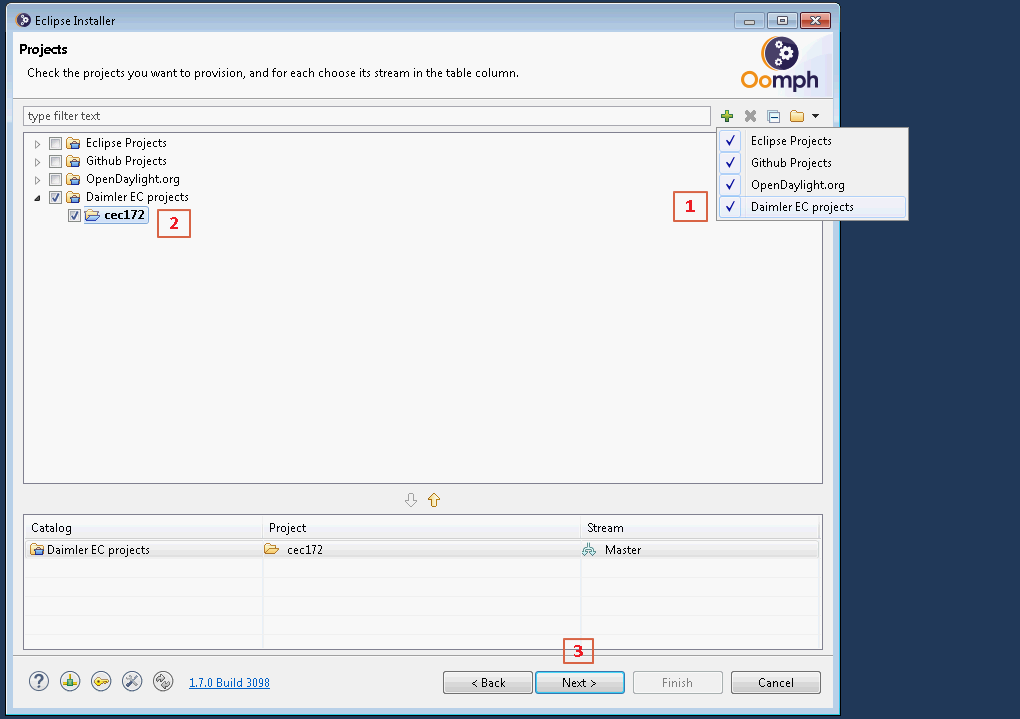 Eclipse Installer
Projects
Check the projects you want to provision, and for each choose its stream in the table column.
Oomph
type filter text
Eclipse Projects
Github Projects
OpenDaylight.org
Daimler EC projects
cec172
2
Eclipse Projects
Github Projects
OpenDaylight.org
Daimler EC projects
1
Catalog Project Stream
Daimler EC projects cec172 Master
3
? 1.7.0 Build 3098 < Back Next > Finish Cancel